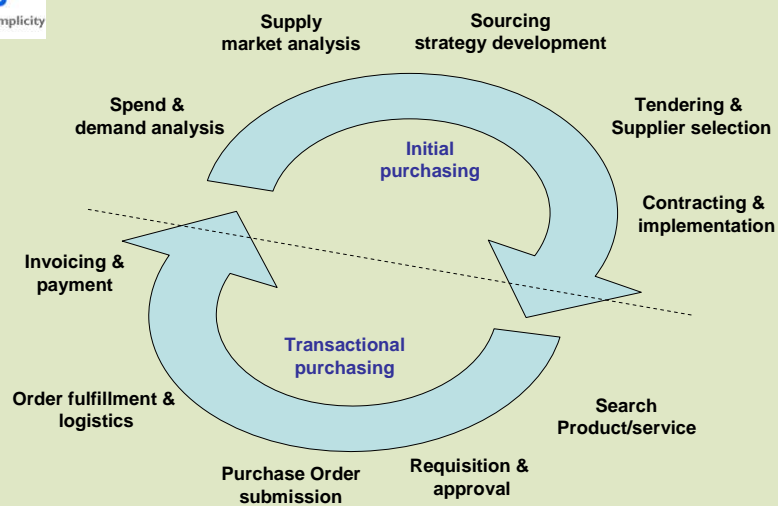 mplicity
Supply
market analysis
Sourcing
strategy development
Spend &
demand analysis
Tendering &
Supplier selection
Initial
purchasing
Contracting &
implementation
Invoicing &
payment
Transactional
purchasing
Order fulfillment &
logistics
Search
Product/service
Purchase Order
submission
Requisition &
approval